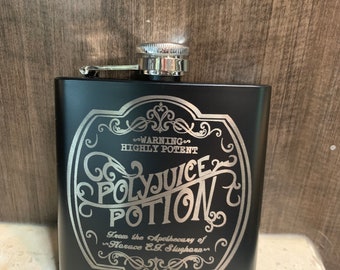 WARNING
HIGHLY POTENT
POLYJUICE
POTION
From the Apothecary of
Horace E.F. Slughorn